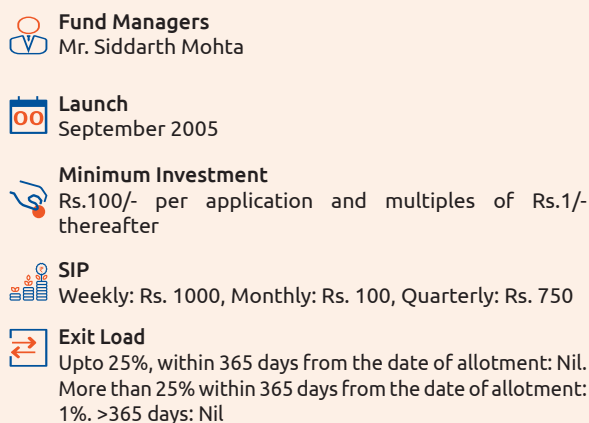 Fund Managers
Mr. Siddarth Mohta
Launch
September 2005
Minimum Investment
Rs.100/- per application and multiples of Rs.1/-
thereafter
SIP
Weekly: Rs. 1000, Monthly: Rs. 100, Quarterly: Rs. 750
Exit Load
Upto 25%, within 365 days from the date of allotment: Nil.
More than 25% within 365 days from the date of allotment:
1%. >365 days: Nil